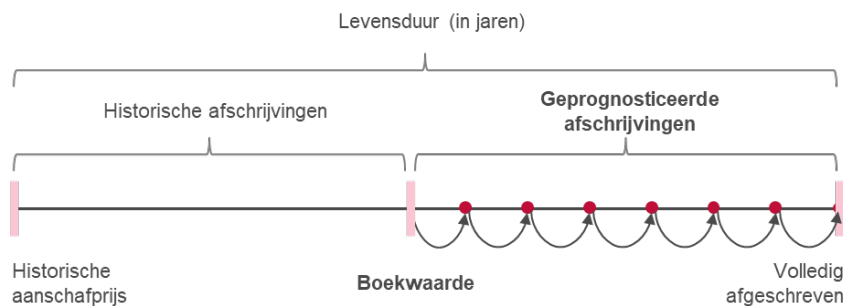 Levensduur (in jaren)
Historische afschrijvingen
Geprognosticeerde
afschrijvingen
Historische
aanschafprijs
Boekwaarde
Volledig
afgeschreven